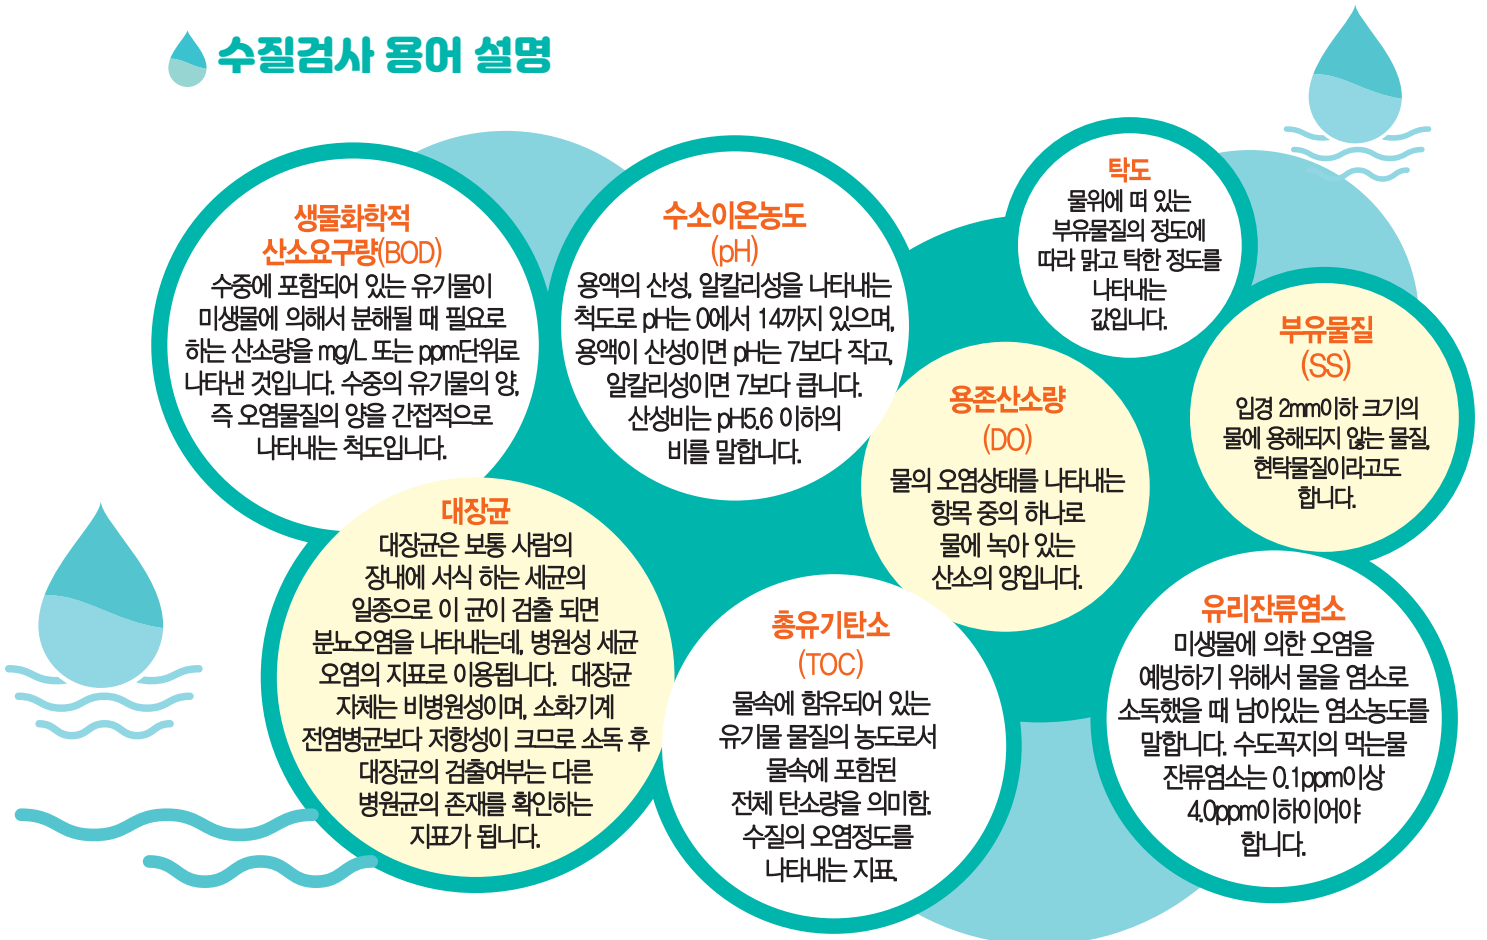 수질검사 용어 설명
생물화학적
산소요구량(BOD)
수중에 포함되어 있는 유기물이
미생물에 의해서 분해될 때 필요로
하는 산소량을 mg/L 또는 ppm단위로
나타낸 것입니다. 수중의 유기물의 양,
즉 오염물질의 양을 간접적으로
나타내는 척도입니다.
수소이온농도
(pH)
용액의 산성, 알칼리성을 나타내는
척도로 pH는 0에서 14까지 있으며,
용액이 산성이면 pH는 7보다 작고,
알칼리성이면 7보다 큽니다.
산성비는 pH5.6 이하의
비를 말합니다.
탁도
물위에 떠 있는
부유물질의 정도에
따라 맑고 탁한 정도를
나타내는
값입니다.
부유물질
(SS)
입경 2mm이하 크기의
물에 용해되지 않는 물질,
현탁물질이라고도
합니다.
용존산소량
(DO)
물의 오염상태를 나타내는
항목 중의 하나로
물에 녹아 있는
산소의 양입니다.
대장균
대장균은 보통 사람의
장내에 서식 하는 세균의
일종으로 이 균이 검출 되면
분뇨오염을 나타내는데, 병원성 세균
오염의 지표로 이용됩니다. 대장균
자체는 비병원성이며, 소화기계
전염병균보다 저항성이 크므로 소독 후
대장균의 검출여부는 다른
병원균의 존재를 확인하는
지표가 됩니다.
총유기탄소
(TOC)
물속에 함유되어 있는
유기물 물질의 농도로서
물속에 포함된
전체 탄소량을 의미함.
수질의 오염정도를
나타내는 지표.
유리잔류염소
미생물에 의한 오염을
예방하기 위해서 물을 염소로
소독했을 때 남아있는 염소농도를
말합니다. 수도꼭지의 먹는물
잔류염소는 0.1ppm이상
4.0ppm이하이어야
합니다.